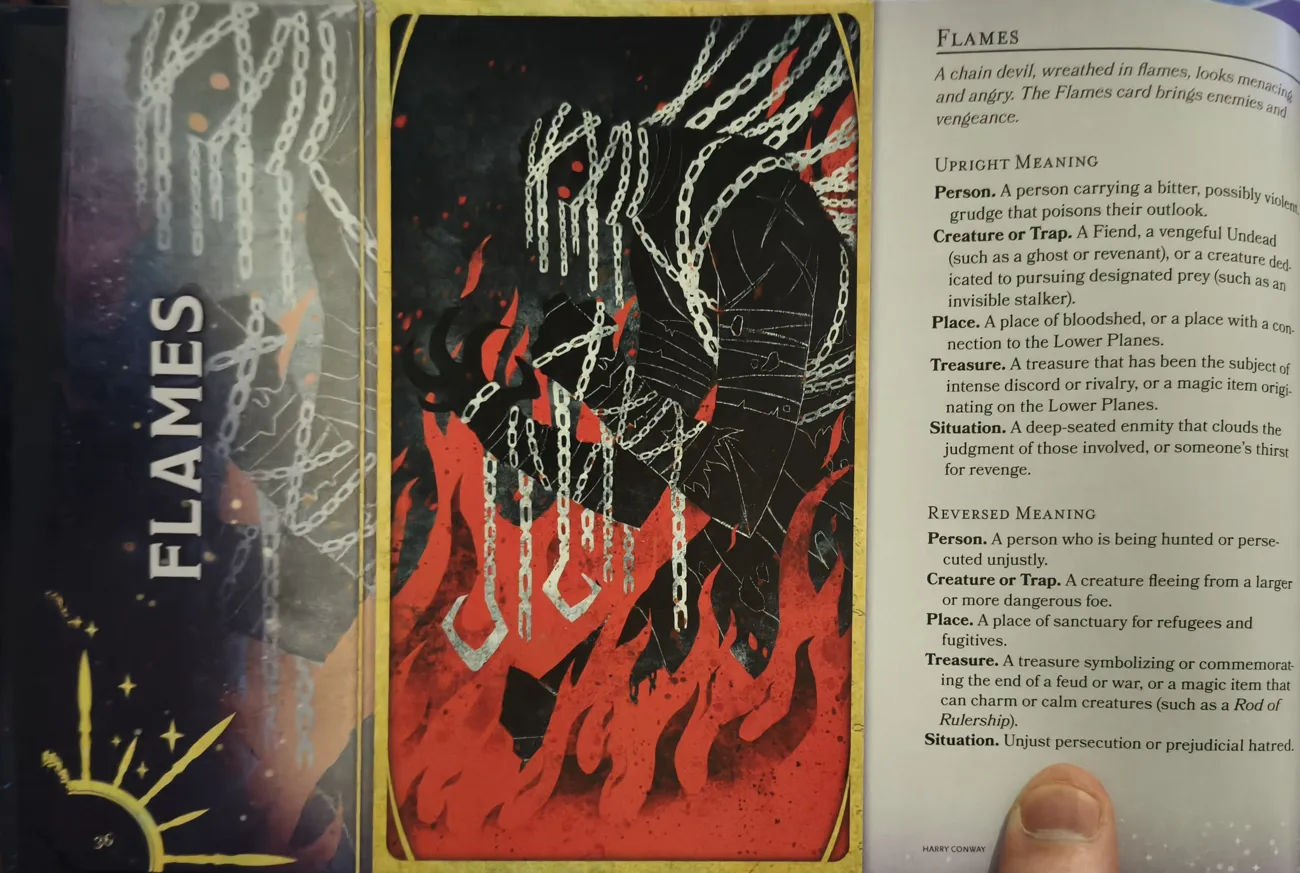 FLAMES
36
FLAMES
A chain devil, wreathed in flames, looks menacing
and angry. The Flames card brings enemies and
vengeance.
UPRIGHT MEANING
Person. A person carrying a bitter, possibly violent
grudge that poisons their outlook.
Creature or Trap. A Fiend, a vengeful Undead
(such as a ghost or revenant), or a creature ded-
icated to pursuing designated prey (such as an
invisible stalker).
Place. A place of bloodshed, or a place with a con-
nection to the Lower Planes.
Treasure. A treasure that has been the subject of
intense discord or rivalry, or a magic item origi-
nating on the Lower Planes.
Situation. A deep-seated enmity that clouds the
judgment of those involved, or someone's thirst
for revenge.
REVERSED MEANING
Person. A person who is being hunted or perse-
cuted unjustly.
Creature or Trap. A creature fleeing from a larger
or more dangerous foe.
Place. A place of sanctuary for refugees and
fugitives.
Treasure. A treasure symbolizing or commemorat-
ing the end of a feud or war, or a magic item that
can charm or calm creatures (such as a Rod of
Rulership).
Situation. Unjust persecution or prejudicial hatred.
HARRY CONWAY